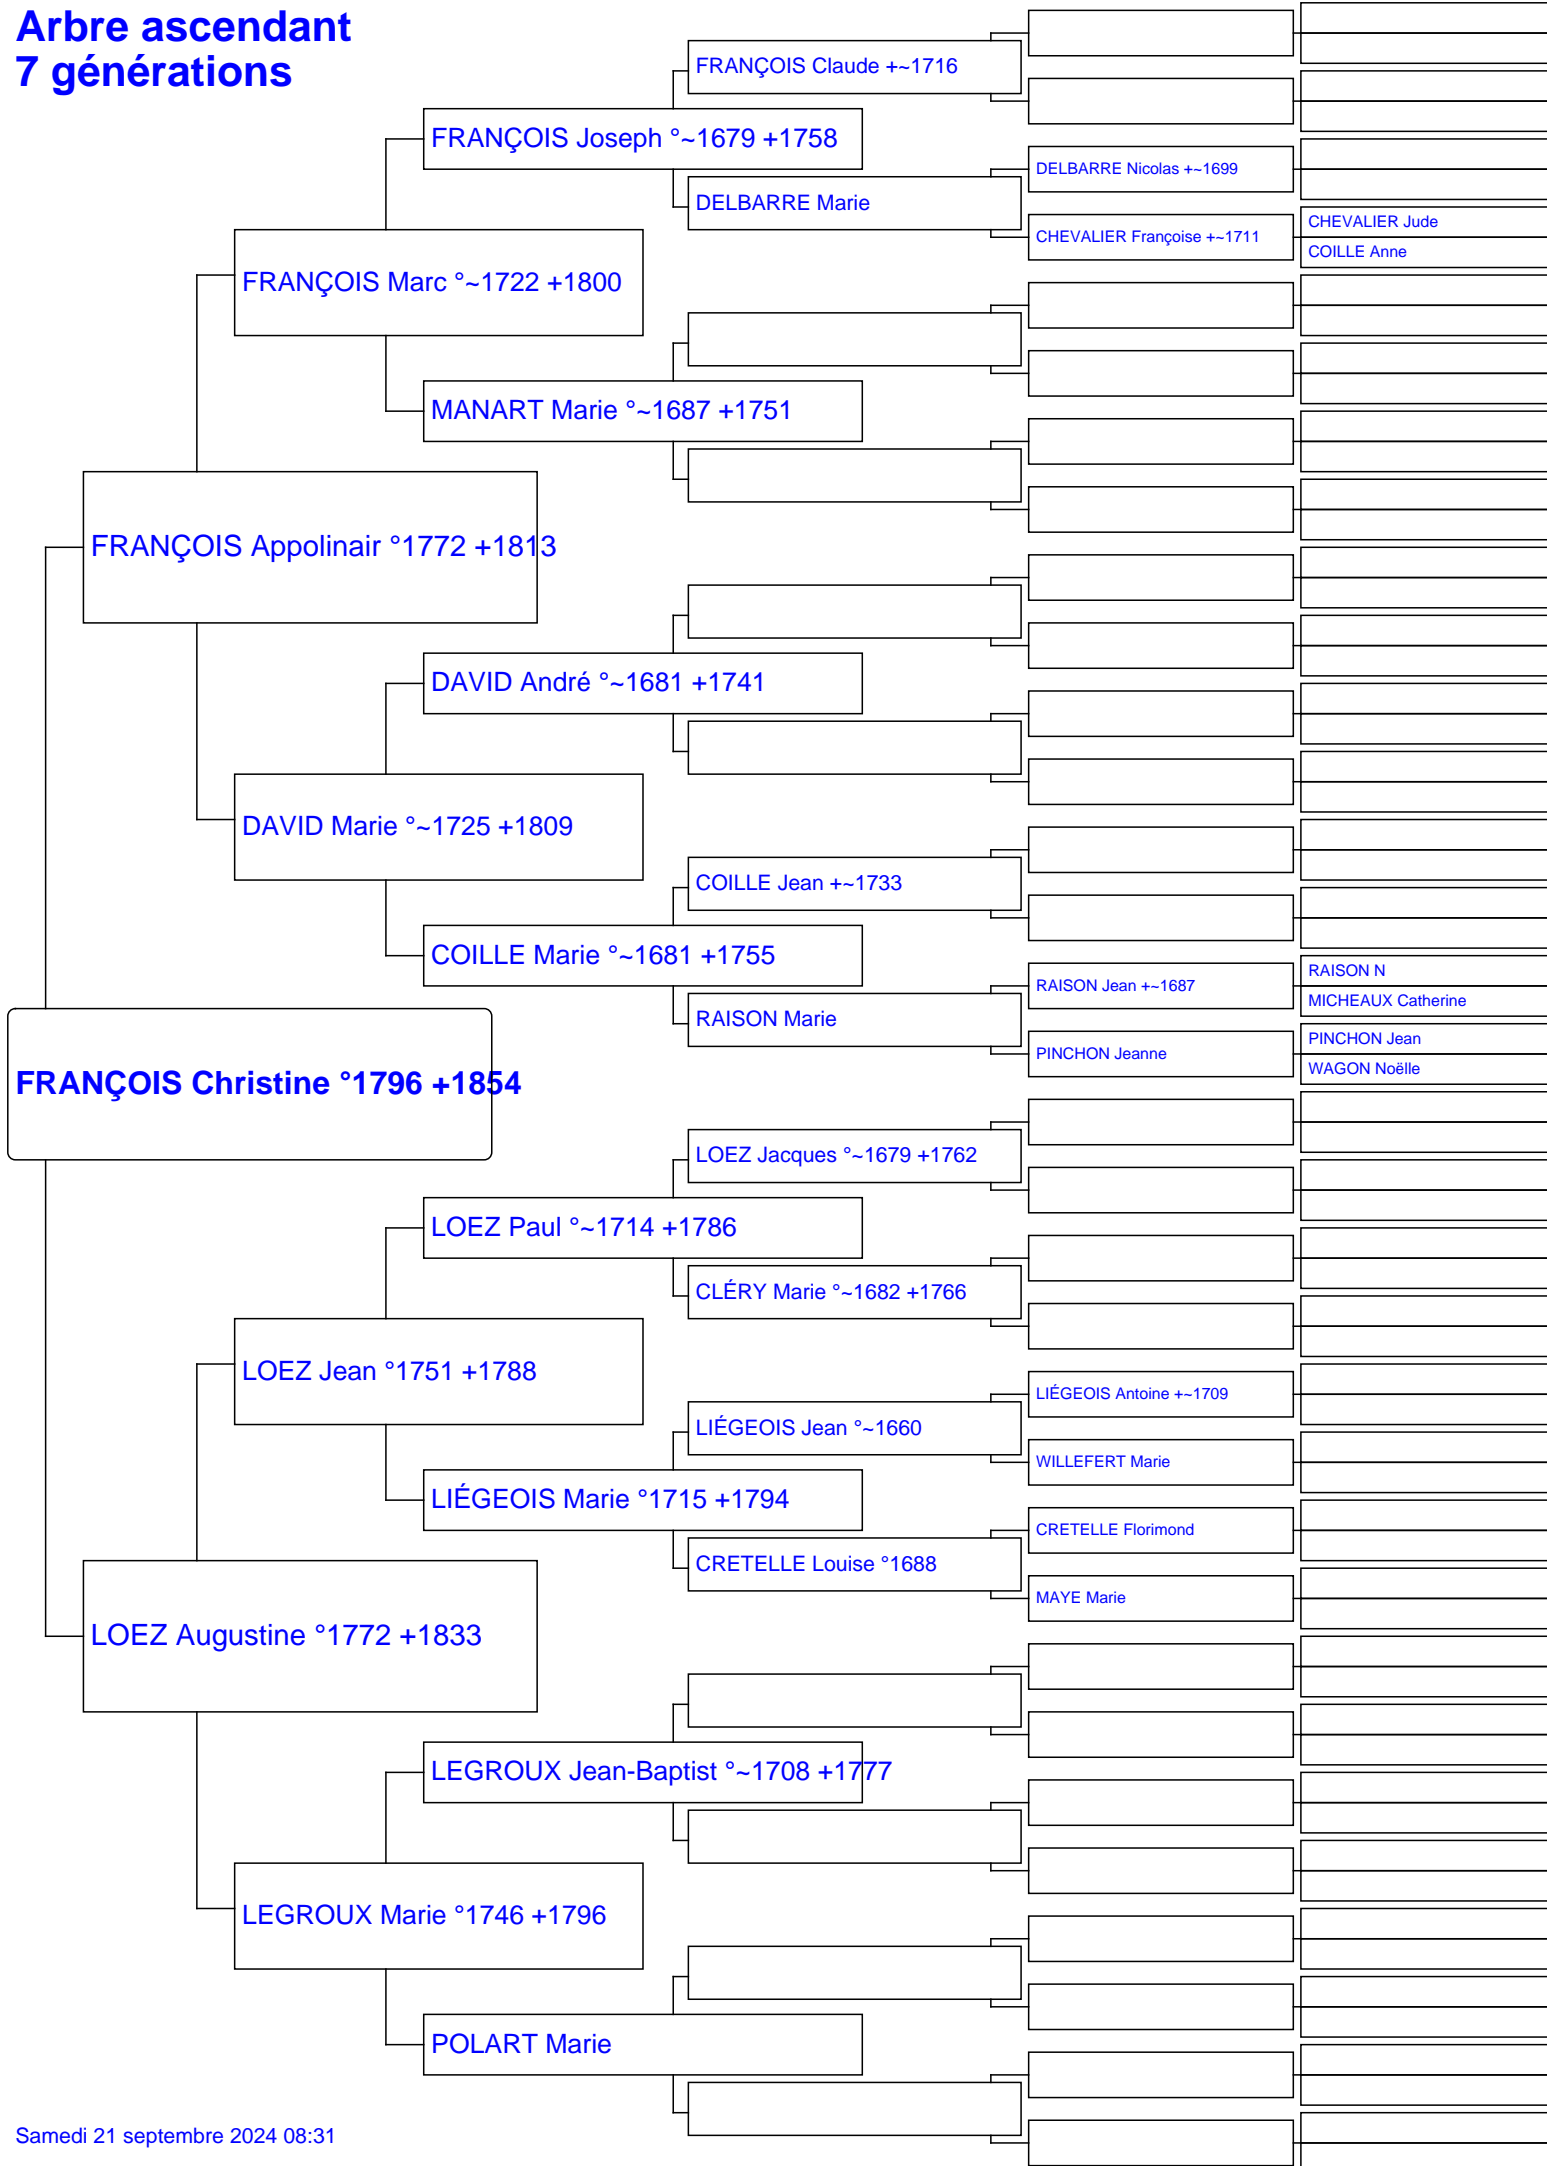 Arbre ascendant
7 générations
FRANÇOIS Claude +~1716
FRANÇOIS Joseph °~1679 +1758
DELBARRE Nicolas +~1699
DELBARRE Marie
CHEVALIER Jude
CHEVALIER Françoise +~1711
COILLE Anne
FRANÇOIS Marc °~1722 +1800
MANART Marie °~1687 +1751
FRANÇOIS Appolinair °1772 +1813
DAVID André °~1681 +1741
DAVID Marie °~1725 +1809
COILLE Jean +~1733
COILLE Marie °~1681 +1755
RAISON N
RAISON Jean +~1687
MICHEAUX Catherine
RAISON Marie
PINCHON Jean
PINCHON Jeanne
WAGON Noëlle
FRANÇOIS Christine °1796 +1854
LOEZ Jacques °~1679 +1762
LOEZ Paul °~1714 +1786
CLÉRY Marie °~1682 +1766
LOEZ Jean °1751 +1788
LIÉGEOIS Antoine +~1709
LIÉGEOIS Jean °~1660
WILLEFERT Marie
LIÉGEOIS Marie °1715 +1794
CRETELLE Florimond
CRETELLE Louise °1688
MAYE Marie
LOEZ Augustine °1772 +1833
LEGROUX Jean-Baptist °~1708 +1777
LEGROUX Marie °1746 +1796
POLART Marie
Samedi 21 septembre 2024 08:31